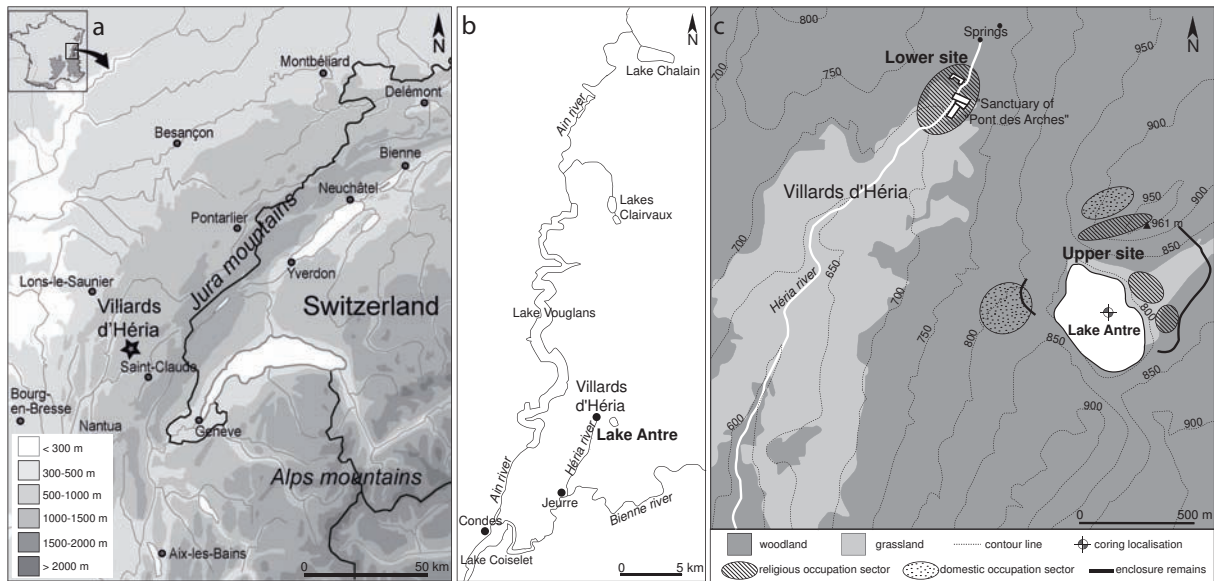 a
N
Montbéliard
Delémont
Besançon
Bienne
Neuchâtel
Pontarlier
Jura mountains
Yverdon
Lons-le-Saunier
Switzerland
Villards
d'Héria
Saint-Claude
Bourg-
en-Bresse
Nantua
Genève
Alps mountains
Aix-les-Bains
< 300 m
300-500 m
500-1000 m
1000-1500 m
1500-2000 m
> 2000 m
0 50 km
b
N
Lake Chalain
Ain river
Lakes
Clairvaux
Lake Vouglans
Villards
d'Héria
Lake Antre
Héria river
Ain river
Jeurre
Bienne river
Condes
Lake Coiselet
0 5 km
c
N
800
Springs
950
Lower site
700
750
800
"Sanctuary of
"Pont des Arches"
900
Villards d'Héria
950
900
961 m
700
850
Upper site
650
Héria river
700
800
Lake Antre
750
800
850
850
600
900
900
0 500 m
woodland
grassland
contour line
coring localisation
religious occupation sector
domestic occupation sector
enclosure remains